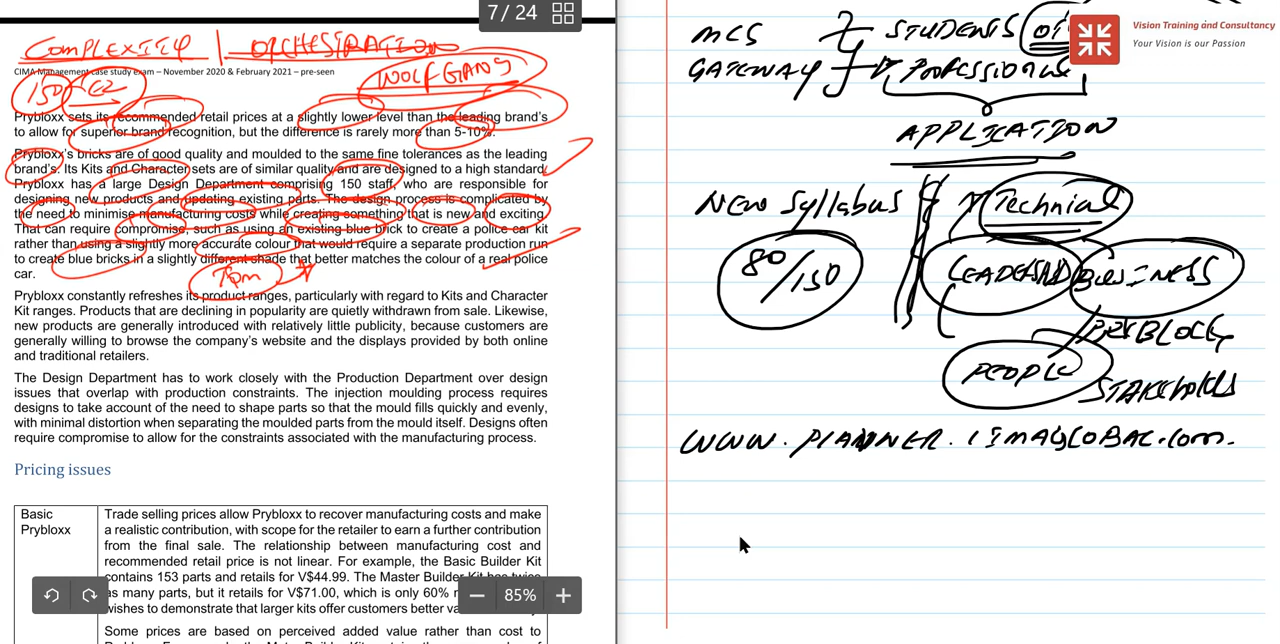 7 / 24
COMPLEXITY | ORCHESTRATION
CIMA Management case study exam – November 2020 & February 2021 – pre-seen
WOLFGANG
150 E2
Prybloxx sets its recommended retail prices at a slightly lower level than the leading brand's
to allow for superior brand recognition, but the difference is rarely more than 5-10%.
Prybloxx's bricks are of good quality and moulded to the same fine tolerances as the leading
brand's. Its Kits and Character sets are of similar quality and are designed to a high standard.
Prybloxx has a large Design Department comprising 150 staff, who are responsible for
designing new products and updating existing parts. The design process is complicated by
the need to minimise manufacturing costs while creating something that is new and exciting.
That can require compromise, such as using an existing blue brick to create a police car kit
rather than using a slightly more accurate colour that would require a separate production run
to create blue bricks in a slightly different shade that better matches the colour of a real police
car.
7pm
Prybloxx constantly refreshes its product ranges, particularly with regard to Kits and Character
Kit ranges. Products that are declining in popularity are quietly withdrawn from sale. Likewise,
new products are generally introduced with relatively little publicity, because customers are
generally willing to browse the company's website and the displays provided by both online
and traditional retailers.
The Design Department has to work closely with the Production Department over design
issues that overlap with production constraints. The injection moulding process requires
designs to take account of the need to shape parts so that the mould fills quickly and evenly,
with minimal distortion when separating the moulded parts from the mould itself. Designs often
require compromise to allow for the constraints associated with the manufacturing process.
Pricing issues
Basic
Prybloxx
Trade selling prices allow Prybloxx to recover manufacturing costs and make
a realistic contribution, with scope for the retailer to earn a further contribution
from the final sale. The relationship between manufacturing cost and
recommended retail price is not linear. For example, the Basic Builder Kit
contains 153 parts and retails for V$44.99. The Master Builder Kit has twice
as many parts, but it retails for V$71.00, which is only 60%
wishes to demonstrate that larger kits offer customers better
Some prices are based on perceived added value rather than cost to
85%
MCS STUDENTS
GATEWAY PROFESSIONALS
APPLICATION
NEW Syllabus Technical
80/150 LEADERSHIP BUSINESS
PRYBLOCX
PEOPLE
STAKEHOLDERS
WWW.PLANNER.CIMAGLOBAL.COM.
Vision Training and Consultancy
Your Vision is our Passion